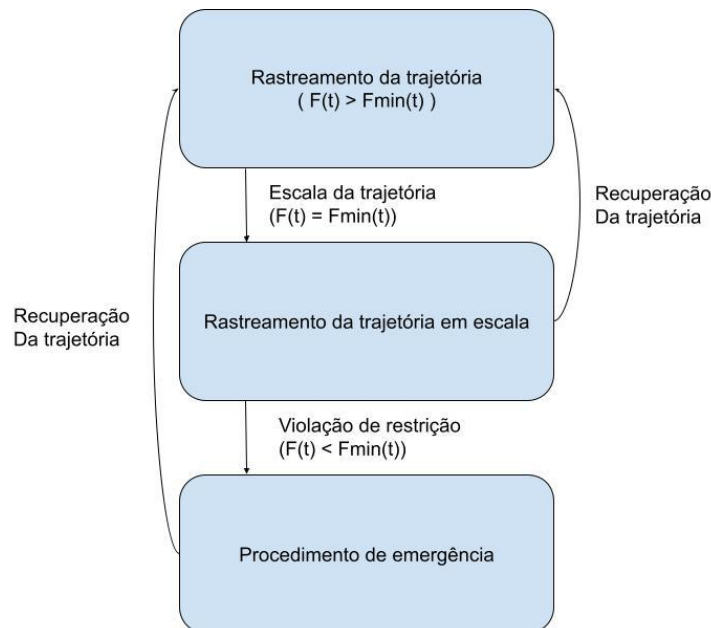 Rastreamento da trajetória
( F(t) > Fmin(t) )
Escala da trajetória
(F(t) = Fmin(t))
Recuperação
Da trajetória
Rastreamento da trajetória em escala
Recuperação
Da trajetória
Violação de restrição
(F(t) < Fmin(t))
Procedimento de emergência